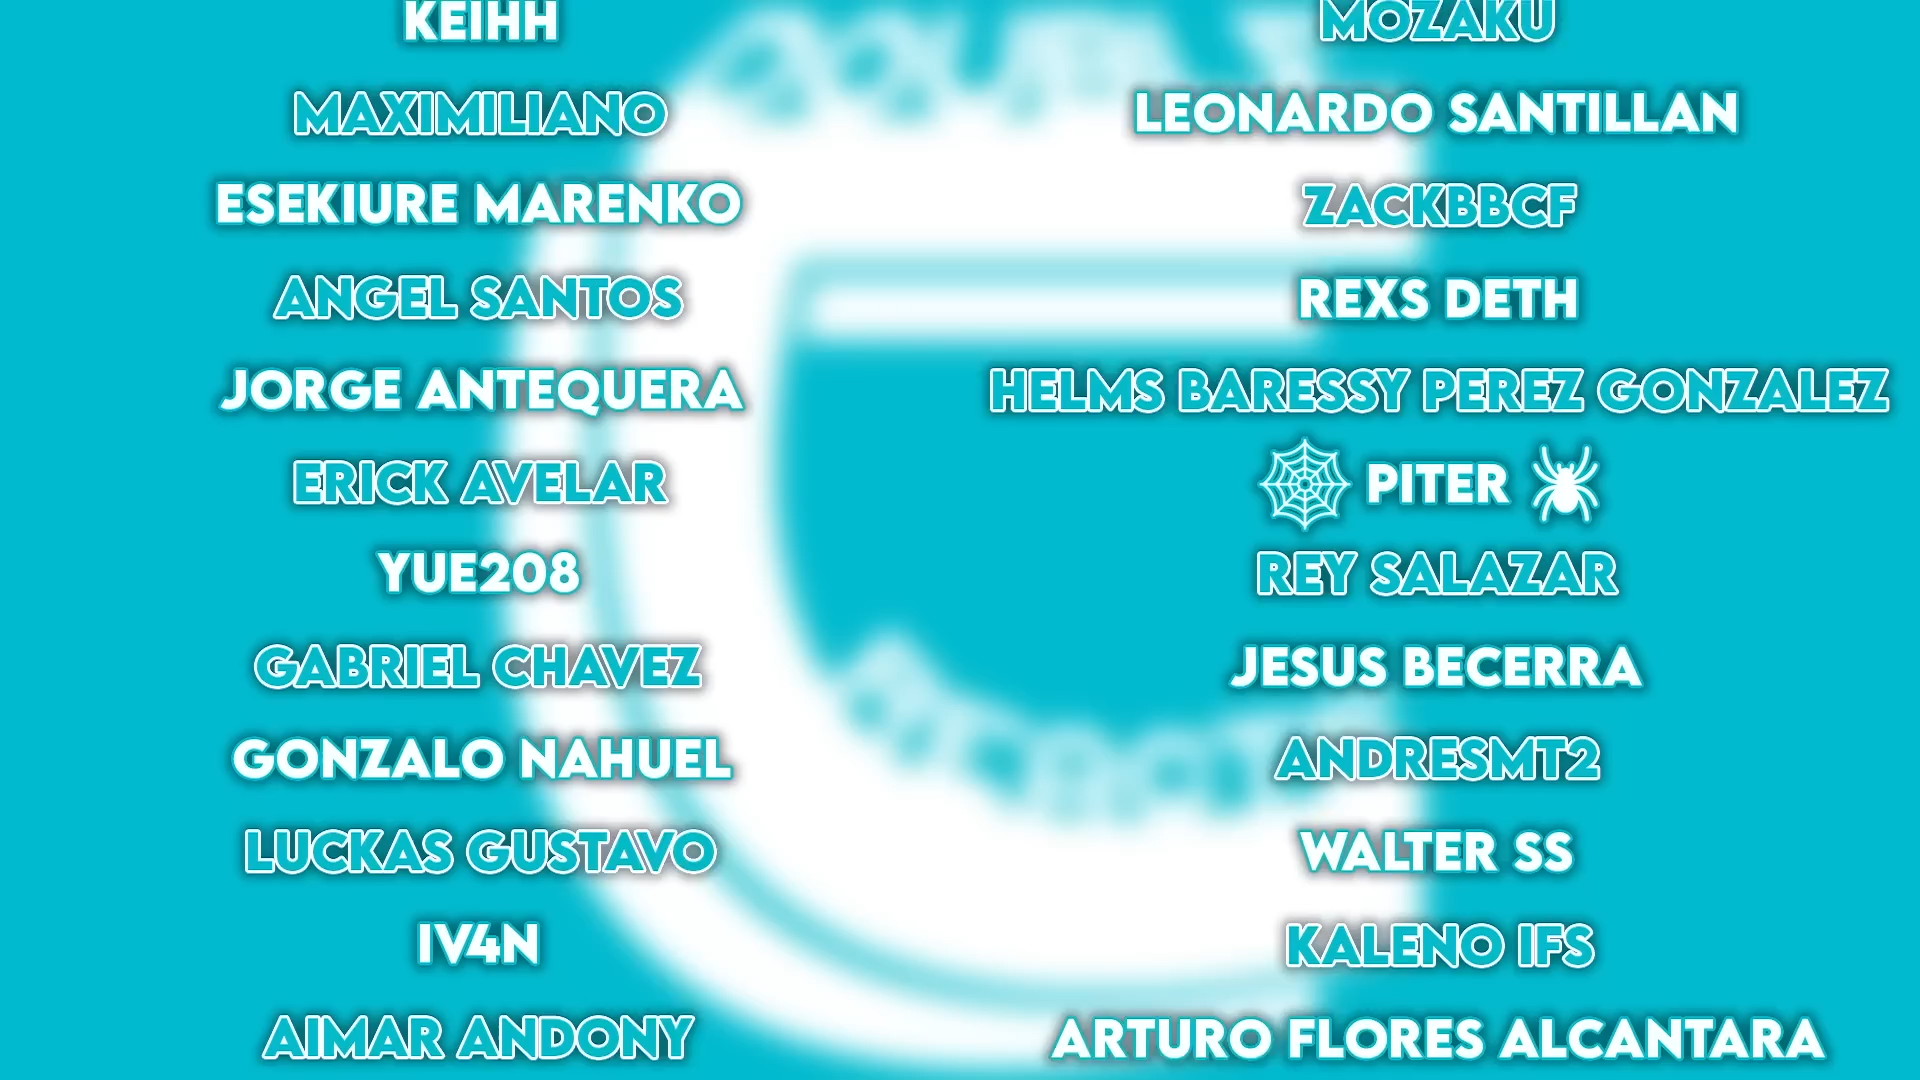 KEIHH
MAXIMILIANO
ESEKIURE MARENKO
ANGEL SANTOS
JORGE ANTEQUERA
ERICK AVELAR
YUE208
GABRIEL CHAVEZ
GONZALO NAHUEL
LUCKAS GUSTAVO
IV4N
AIMAR ANDONY
MOZAKU
LEONARDO SANTILLAN
ZACKBBCF
REXS DETH
HELMS BARESSY PEREZ GONZALEZ
🕸 PITER 🕷
REY SALAZAR
JESUS BECERRA
ANDRESMT2
WALTER SS
KALENO IFS
ARTURO FLORES ALCANTARA